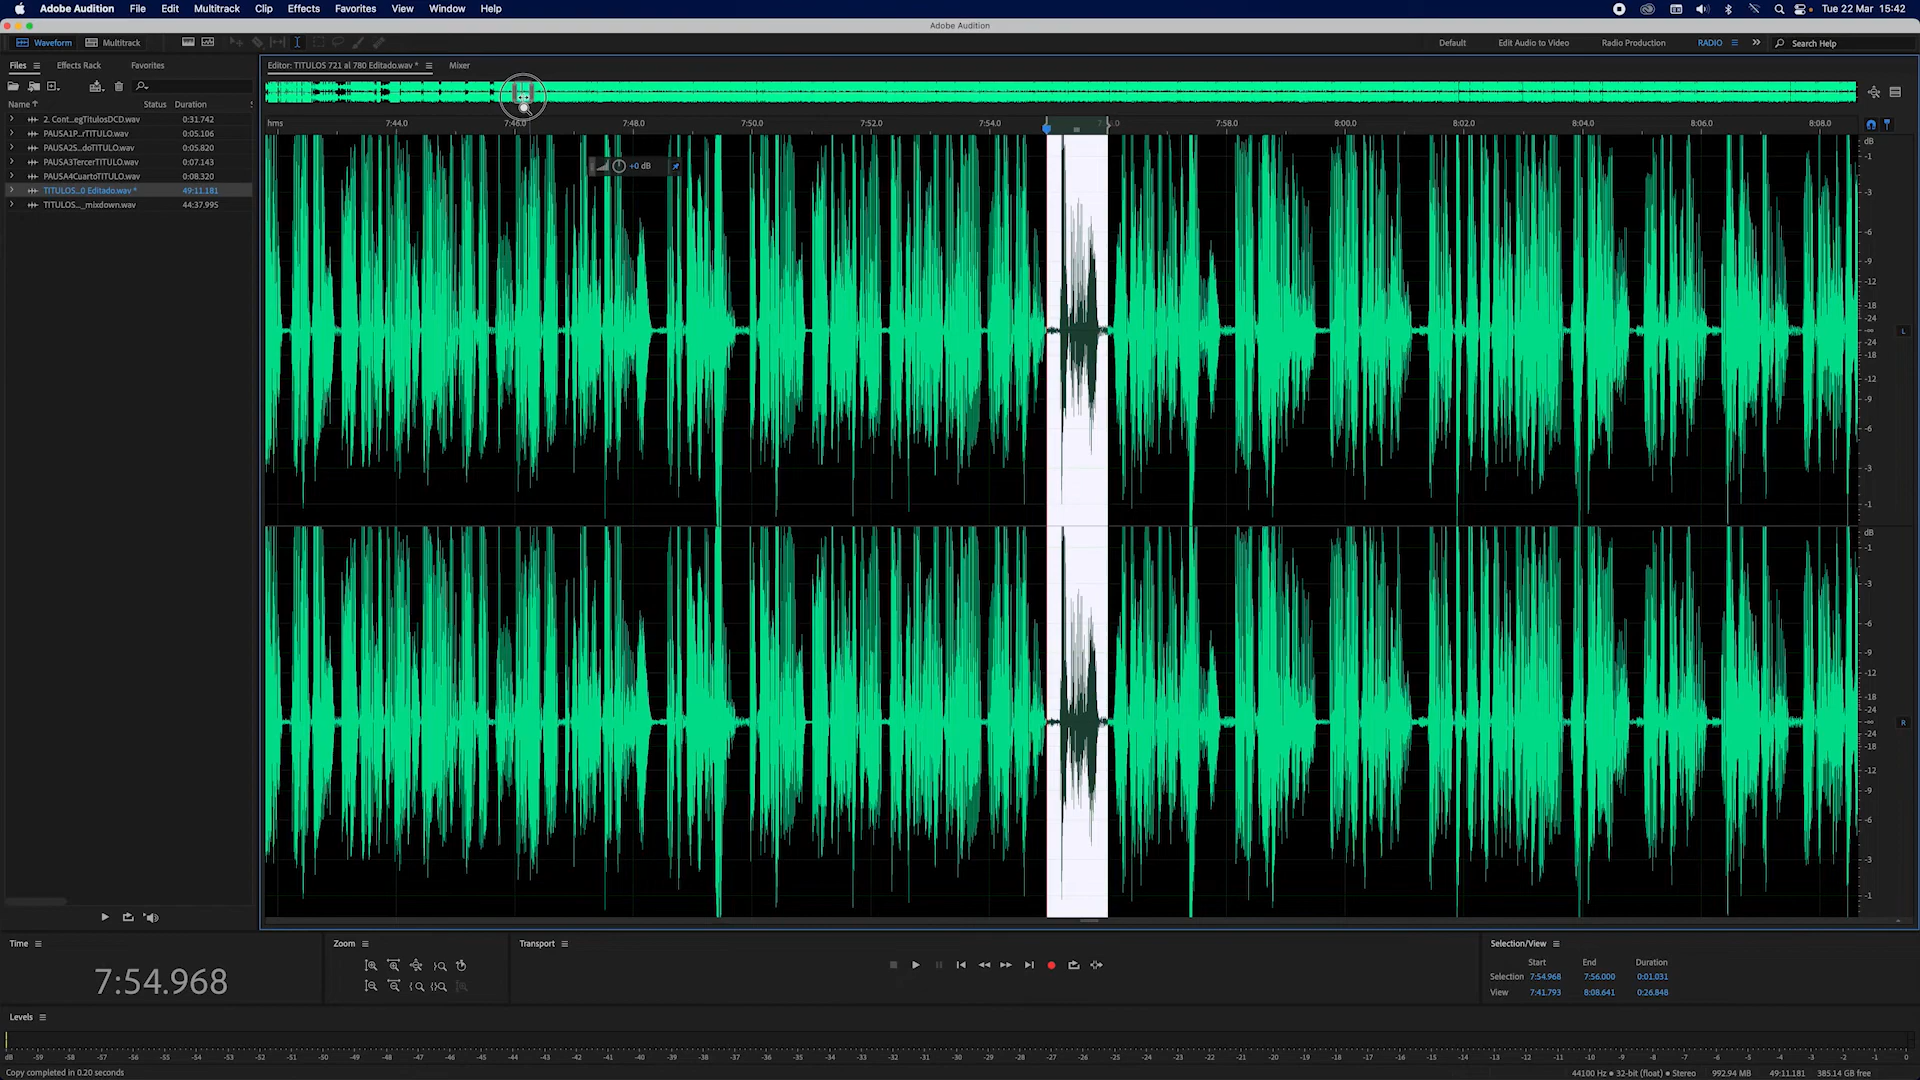 Adobe Audition File Edit Multitrack Clip Effects Favorites View Window Help Tue 22 Mar 15:42
Adobe Audition
Waveform Multitrack Default Edit Audio to Video Radio Production RADIO Search Help
Files Effects Rack Favorites Editor: TITULOS 721 al 780 Editado.wav * Mixer
Name Status Duration
2. Cont...egTitulosDCD.wav 0:31.742
PAUSA1P...rTITULO.wav 0:05.106
PAUSA2S...doTITULO.wav 0:05.820
PAUSA3TercerTITULO.wav 0:07.143
PAUSA4CuartoTITULO.wav 0:08.320
TITULOS...0 Editado.wav * 49:11.181
TITULOS..._mixdown.wav 44:37.995
hms 7:44.0 7:46.0 7:48.0 7:50.0 7:52.0 7:54.0 7:58.0 8:00.0 8:02.0 8:04.0 8:06.0 8:08.0
+0 dB
dB
-1
-3
-6
-9
-12
-18
-24
-∞
-24
-18
-12
-9
-6
-3
-1
L
dB
-1
-3
-6
-9
-12
-18
-24
-∞
-24
-18
-12
-9
-6
-3
-1
R
Time Zoom Transport Selection/View
7:54.968
Start End Duration
Selection 7:54.968 7:56.000 0:01.031
View 7:41.793 8:08.641 0:26.848
Levels
dB -59 -58 -57 -56 -55 -54 -53 -52 -51 -50 -49 -48 -47 -46 -45 -44 -43 -42 -41 -40 -39 -38 -37 -36 -35 -34 -33 -32 -31 -30 -29 -28 -27 -26 -25 -24 -23 -22 -21 -20 -19 -18 -17 -16 -15 -14 -13 -12 -11 -10 -9 -8 -7 -6 -5 -4 -3 -2 -1 0
Copy completed in 0.20 seconds 44100 Hz • 32-bit (float) • Stereo 992.94 MB 49:11.181 385.14 GB free